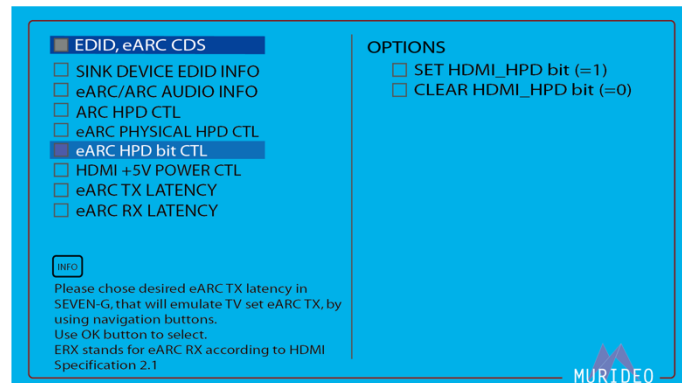 EDID, eARC CDS
SINK DEVICE EDID INFO
eARC/ARC AUDIO INFO
ARC HPD CTL
eARC PHYSICAL HPD CTL
eARC HPD bit CTL
HDMI +5V POWER CTL
eARC TX LATENCY
eARC RX LATENCY
INFO
Please chose desired eARC TX latency in
SEVEN-G, that will emulate TV set eARC TX, by
using navigation buttons.
Use OK button to select.
ERX stands for eARC RX according to HDMI
Specification 2.1
OPTIONS
SET HDMI_HPD bit (=1)
CLEAR HDMI_HPD bit (=0)
MURIDEO